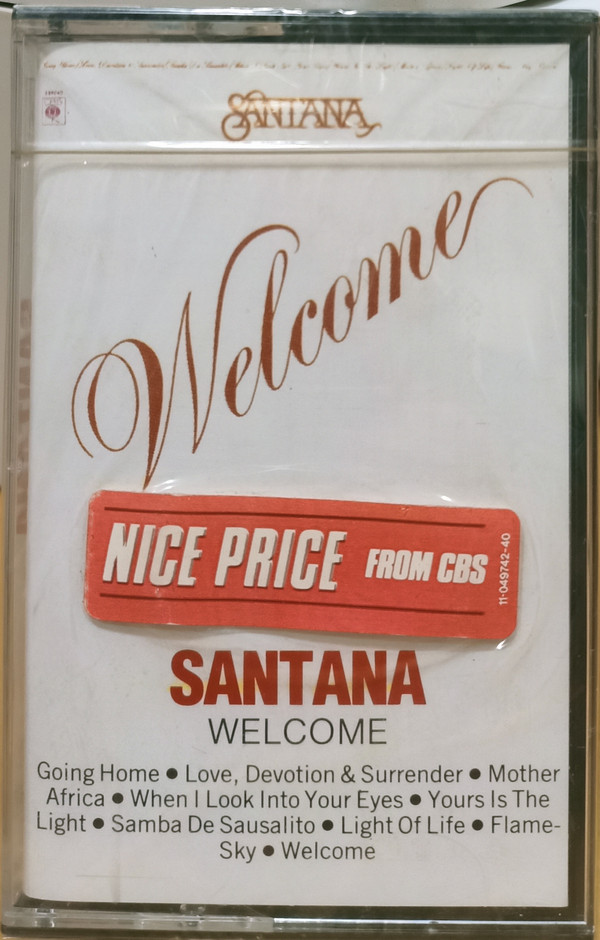 SANTANA
CBS
Welcome
NICE PRICE FROM CBS
11-049742-40
SANTANA
WELCOME
Going Home • Love, Devotion & Surrender • Mother
Africa • When I Look Into Your Eyes • Yours Is The
Light • Samba De Sausalito • Light Of Life • Flame-
Sky • Welcome